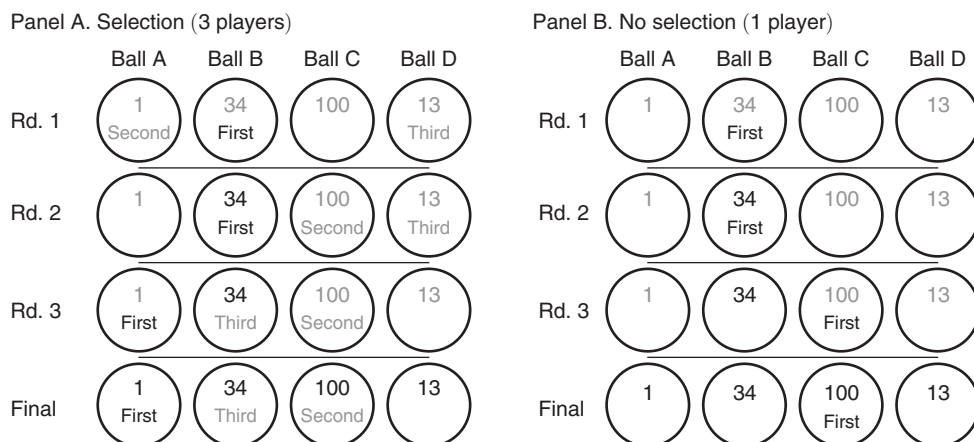 Panel A. Selection (3 players)
Ball A Ball B Ball C Ball D
Rd. 1
1 34 100 13
Second First Third
Rd. 2
1 34 100 13
First Second Third
Rd. 3
1 34 100 13
First Third Second
Final
1 34 100 13
First Third Second
Panel B. No selection (1 player)
Ball A Ball B Ball C Ball D
Rd. 1
1 34 100 13
First
Rd. 2
1 34 100 13
First
Rd. 3
1 34 100 13
First
Final
1 34 100 13
First